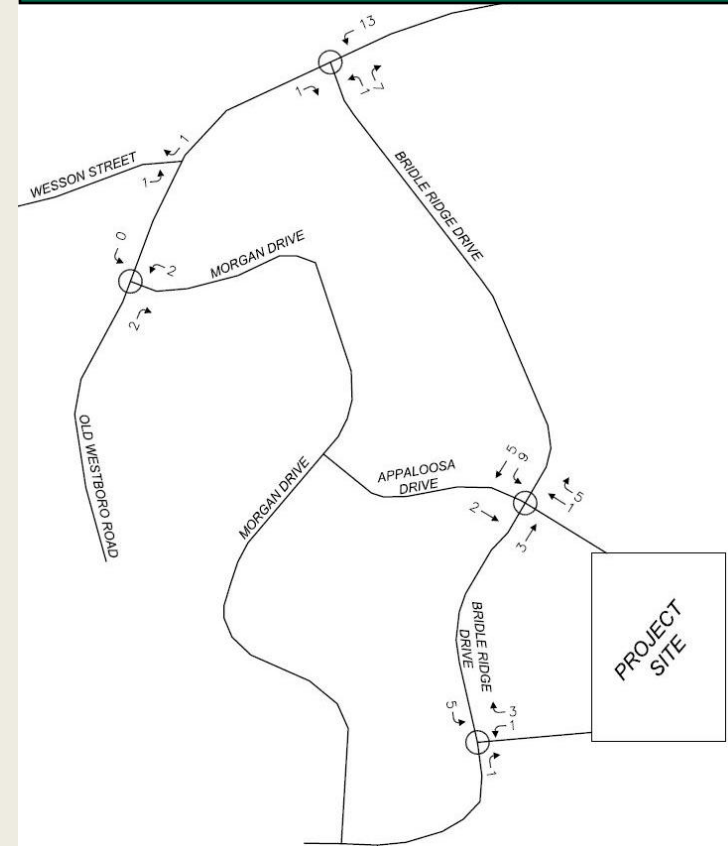 13
1
1
7
BRIDLE RIDGE DRIVE
1
WESSON STREET
1
0
2
MORGAN DRIVE
2
OLD WESTBORO ROAD
APPALOOSA
DRIVE
MORGAN DRIVE
5
9
5
1
2
3
BRIDLE RIDGE
DRIVE
PROJECT
SITE
5
3
1
1